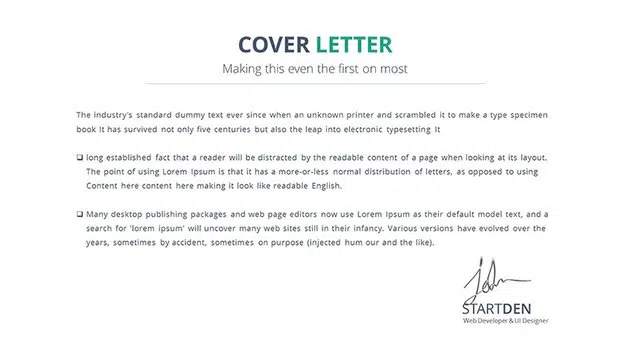 COVER LETTER
Making this even the first on most
The industry's standard dummy text ever since when an unknown printer and scrambled it to make a type specimen
book It has survived not only five centuries but also the leap into electronic typesetting It
❑ long established fact that a reader will be distracted by the readable content of a page when looking at its layout.
The point of using Lorem Ipsum is that it has a more-or-less normal distribution of letters, as opposed to using
Content here content here making it look like readable English.
❑ Many desktop publishing packages and web page editors now use Lorem Ipsum as their default model text, and a
search for 'lorem ipsum' will uncover many web sites still in their infancy. Various versions have evolved over the
years, sometimes by accident, sometimes on purpose (injected hum our and the like).
STARTDEN
Web Developer & UI Designer